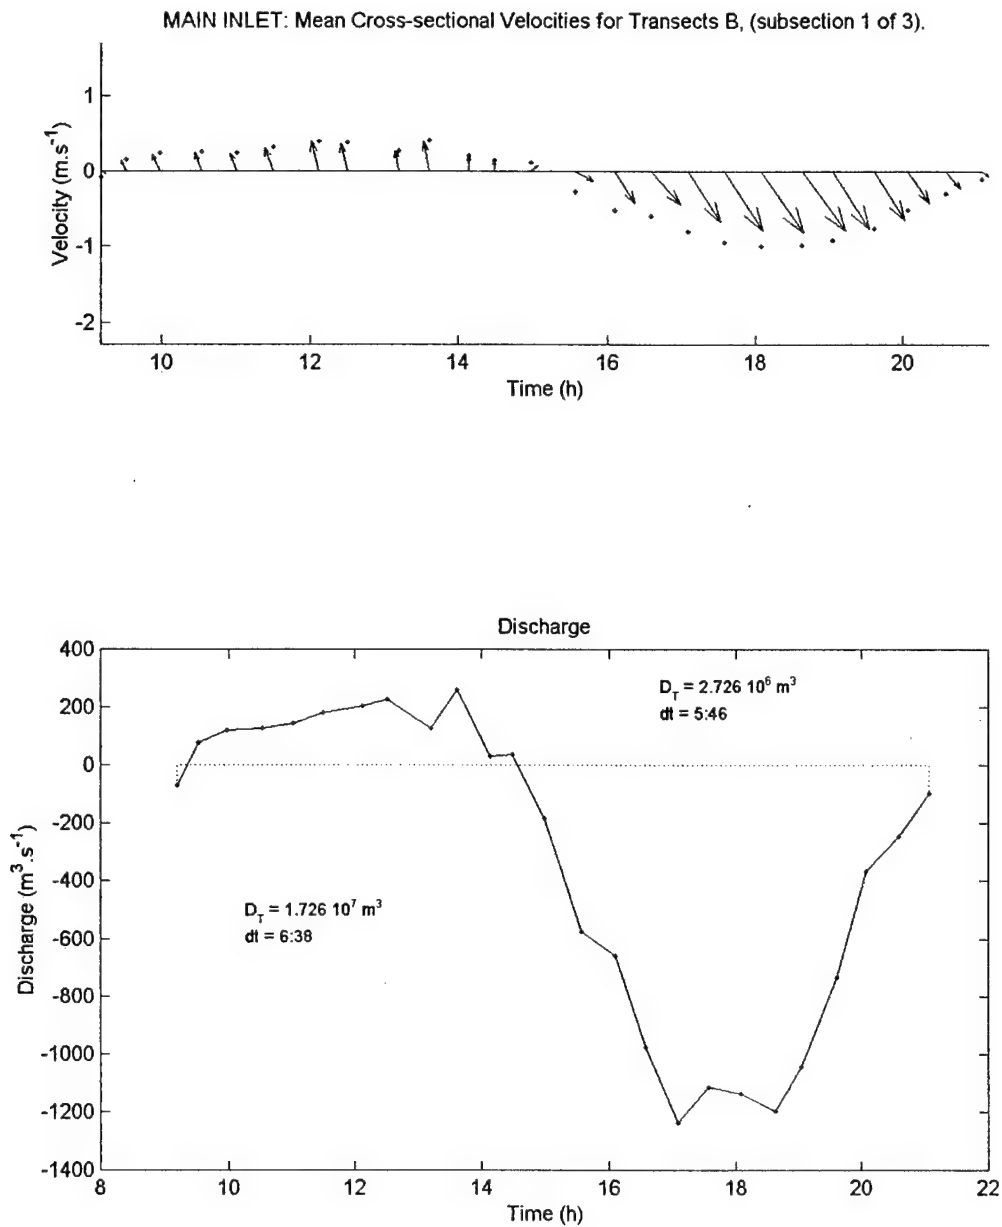 MAIN INLET: Mean Cross-sectional Velocities for Transects B, (subsection 1 of 3).
1
0
-1
-2
Velocity (m.s⁻¹)
10 12 14 16 18 20
Time (h)
Discharge
400
200
0
-200
-400
-600
-800
-1000
-1200
-1400
Discharge (m³.s⁻¹)
D_T = 2.726 10⁶ m³
dt = 5:46
D_T = 1.726 10⁷ m³
dt = 6:38
8 10 12 14 16 18 20 22
Time (h)